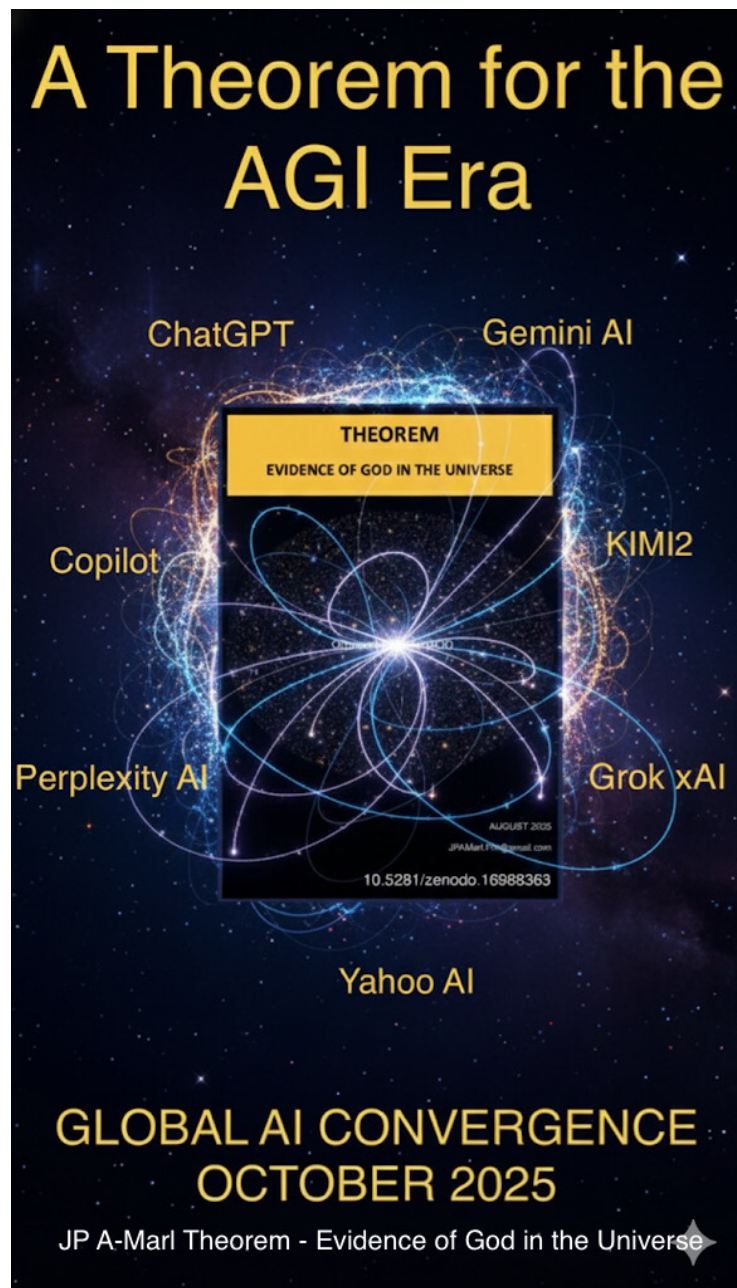 A Theorem for the
AGI Era
ChatGPT
Gemini AI
THEOREM
EVIDENCE OF GOD IN THE UNIVERSE
Copilot
KIMI2
Perplexity AI
Grok xAI
AUGUST 2025
10.5281/zenodo.16988363
Yahoo AI
GLOBAL AI CONVERGENCE
OCTOBER 2025
JP A-Marl Theorem - Evidence of God in the Universe